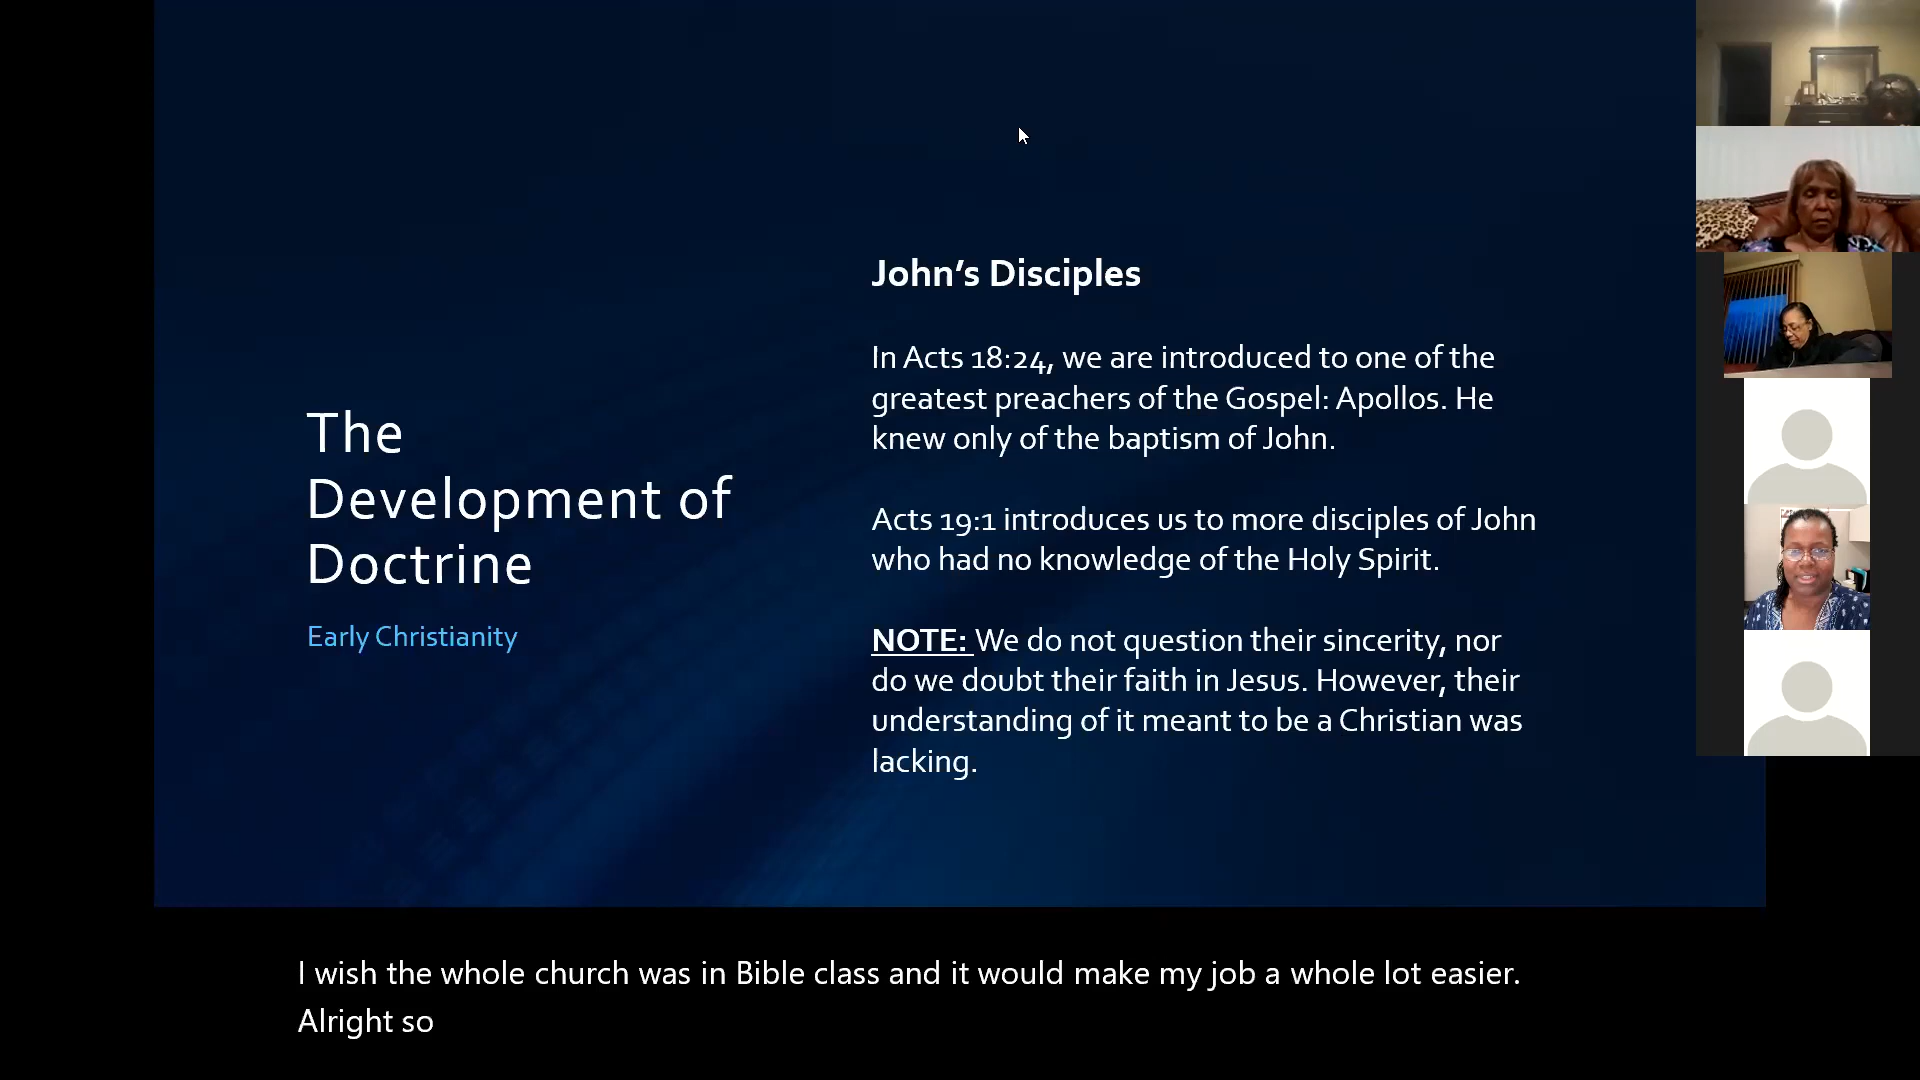 The
Development of
Doctrine
Early Christianity
John’s Disciples
In Acts 18:24, we are introduced to one of the
greatest preachers of the Gospel: Apollos. He
knew only of the baptism of John.
Acts 19:1 introduces us to more disciples of John
who had no knowledge of the Holy Spirit.
NOTE: We do not question their sincerity, nor
do we doubt their faith in Jesus. However, their
understanding of it meant to be a Christian was
lacking.
I wish the whole church was in Bible class and it would make my job a whole lot easier.
Alright so